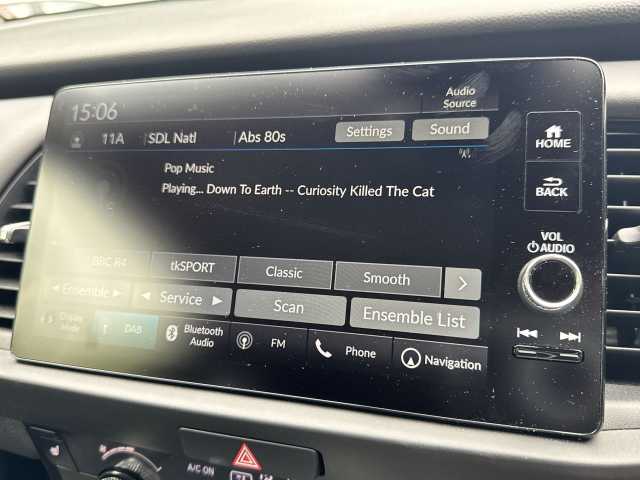 15:06
Audio
Source
11A SDL Natl Abs 80s Settings Sound
HOME
Pop Music
Playing... Down To Earth -- Curiosity Killed The Cat
BACK
VOL
AUDIO
BBC R4 tkSPORT Classic Smooth >
◀ Ensemble ▶ ◀ Service ▶ Scan Ensemble List
Display
Mode
DAB Bluetooth
Audio
FM Phone Navigation
A/C ON